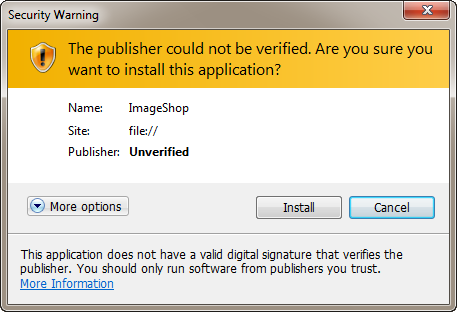 Security Warning
The publisher could not be verified. Are you sure you
want to install this application?
Name: ImageShop
Site: file://
Publisher: Unverified
More options Install Cancel
This application does not have a valid digital signature that verifies the
publisher. You should only run software from publishers you trust.
More Information